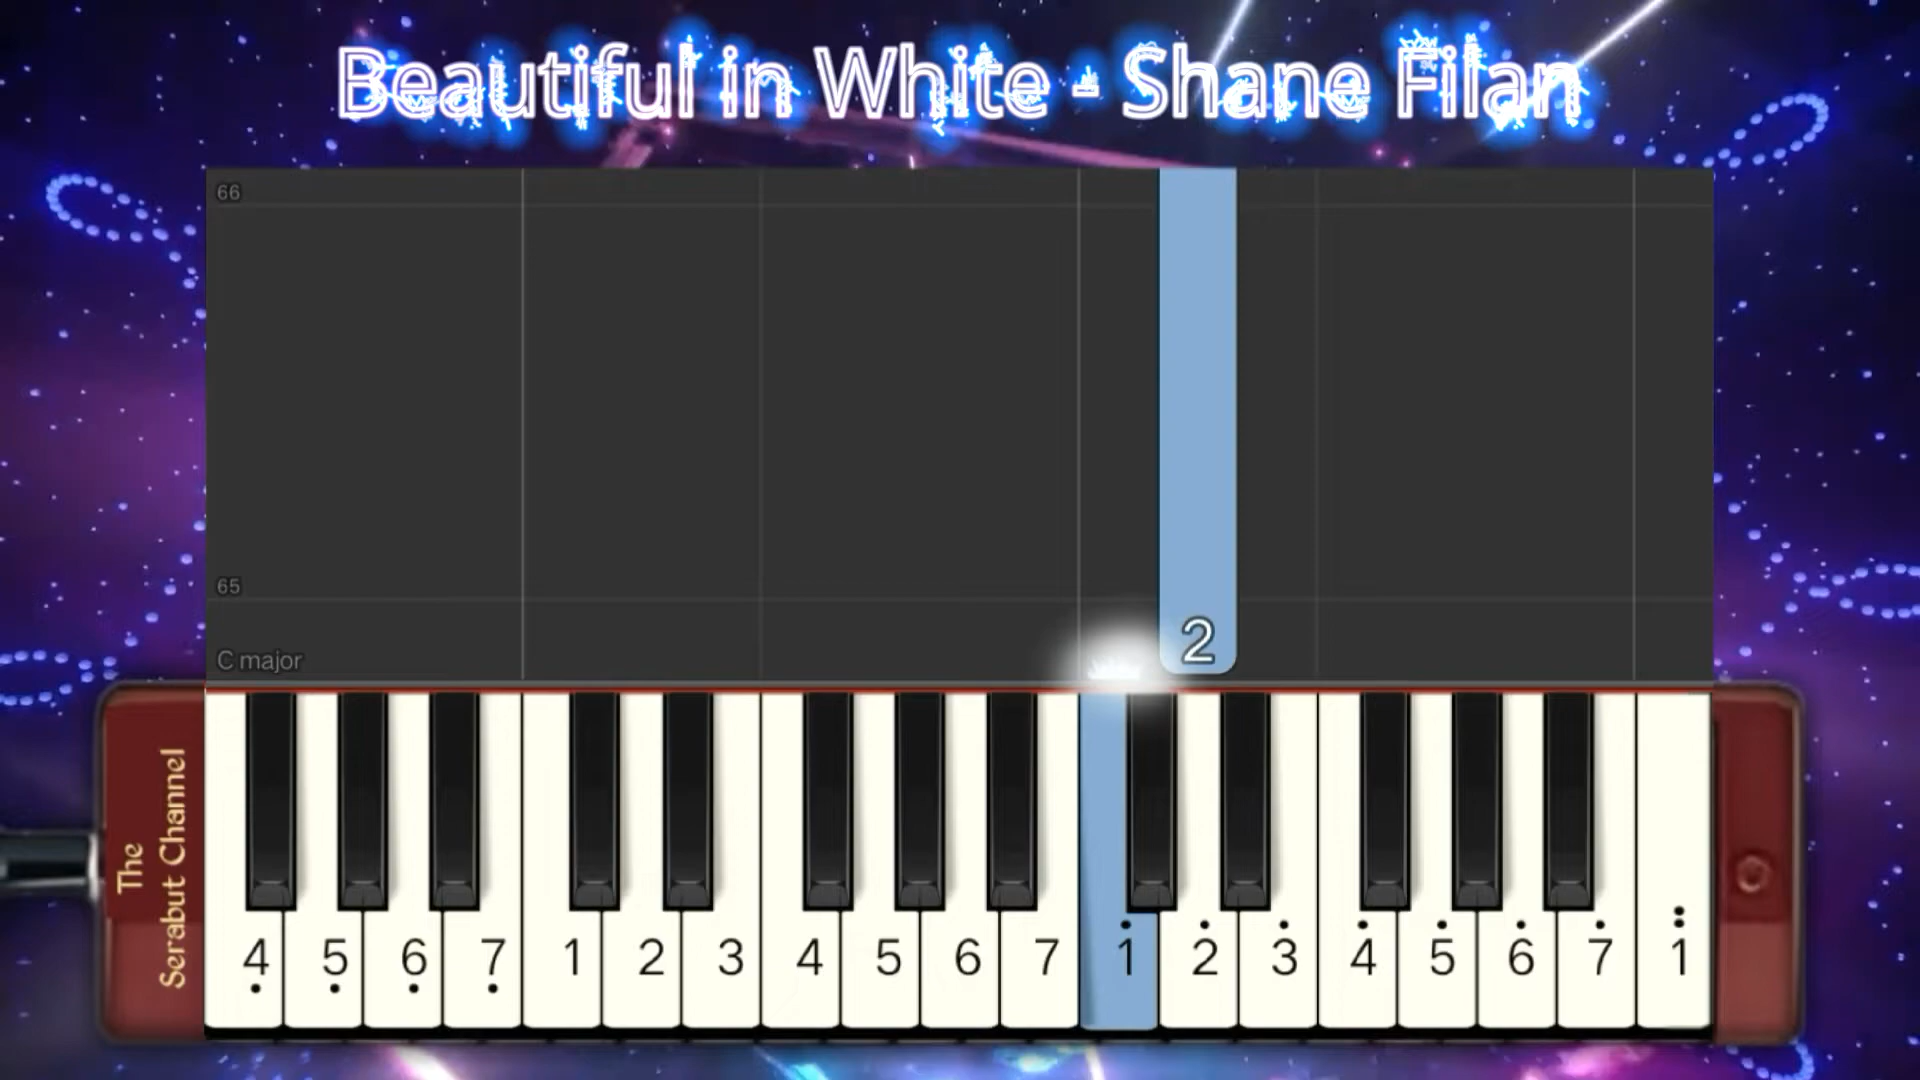 Beautiful in White - Shane Filan
66
65
2
C major
The
Serabut Channel
4 5 6 7 1 2 3 4 5 6 7 1 2 3 4 5 6 7 1